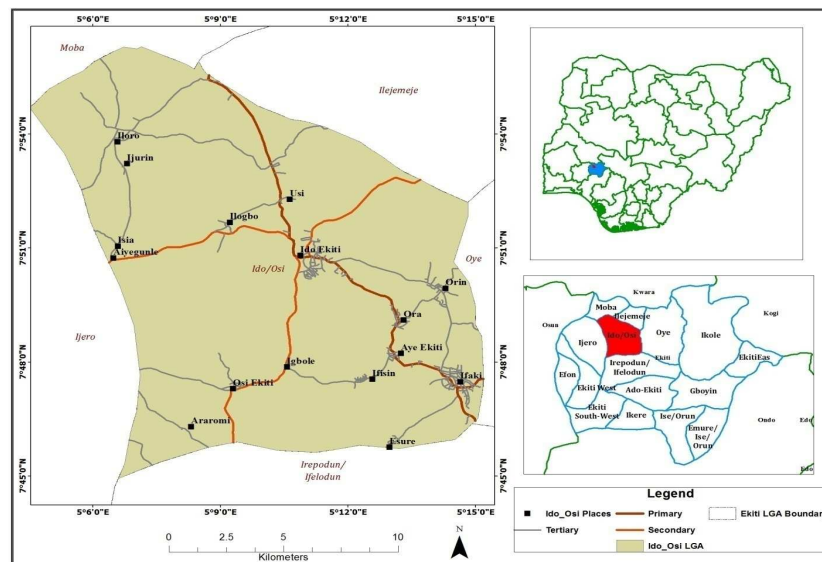 5°6'0"E 5°9'0"E 5°12'0"E 5°15'0"E
Moba
Ilejemeje
7°54'0"N
7°54'0"N
Iloro
Ijurin
Usi
Ilogbo
7°51'0"N
7°51'0"N
Isia
Aiyegunle
Ido Ekiti
Ido/Osi
Oye
Orin
Ora
Ijero
Aye Ekiti
7°48'0"N
7°48'0"N
Igbole
Ifisin
Ifaki
Osi Ekiti
Araromi
Esure
Irepodun/
Ifelodun
7°45'0"N
7°45'0"N
5°6'0"E 5°9'0"E 5°12'0"E 5°15'0"E
0 2.5 5 10
Kilometers
N
Kwara
Moba
Ilejemeje
Kogi
Osun
Ido/Osi
Oye
Ikole
Ijero
Ekiti
EkitiEas
Irepodun/
Ifelodun
Efon
Ekiti West
Ado-Ekiti
Gboyin
Ekiti
South-West
Ikere
Ise/Orun
Emure/
Ise/
Orun
Ondo
Edo
Edo
Legend
Ido_Osi Places
Primary
Ekiti LGA Boundar
Tertiary
Secondary
Ido_Osi LGA